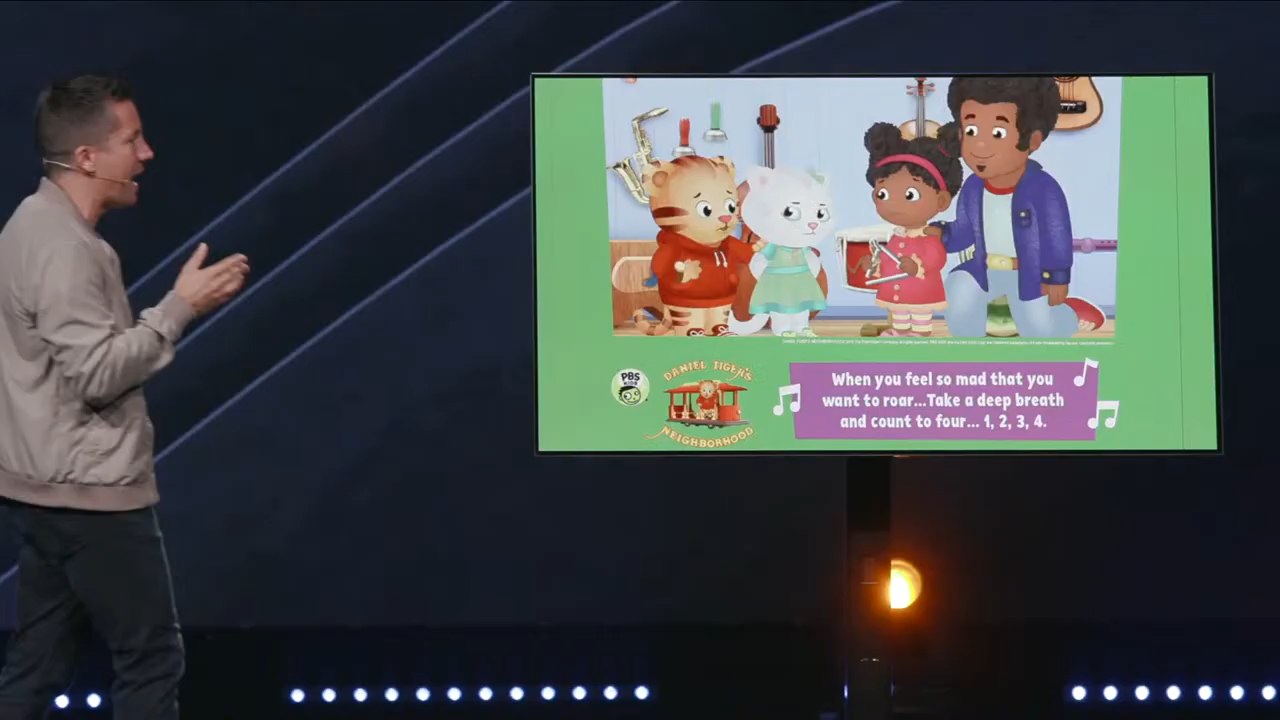 PBS
KIDS
DANIEL TIGER'S
NEIGHBORHOOD
When you feel so mad that you
want to roar...Take a deep breath
and count to four... 1, 2, 3, 4.